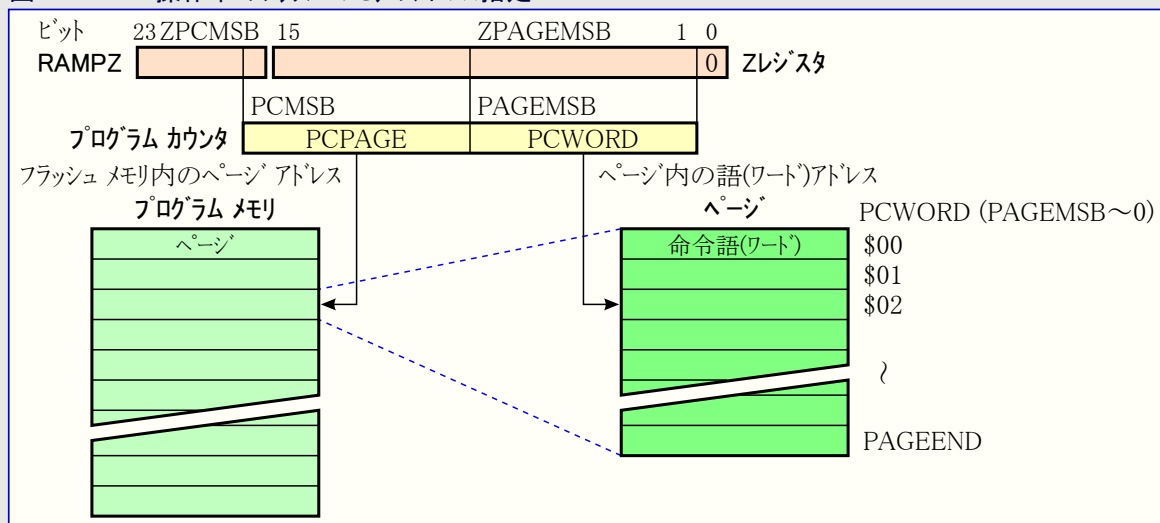 ビット 23 ZPCMSB 15 ZPAGEMSB 1 0
RAMPZ 0 Zレジスタ
PCMSB PAGEMSB
プログラム カウンタ PCPAGE PCWORD
フラッシュ メモリ内のページ アドレス ページ内の語(ワード)アドレス
プログラム メモリ ページ PCWORD (PAGEMSB~0)
ページ 命令語(ワード) $00
$01
$02
~
PAGEEND